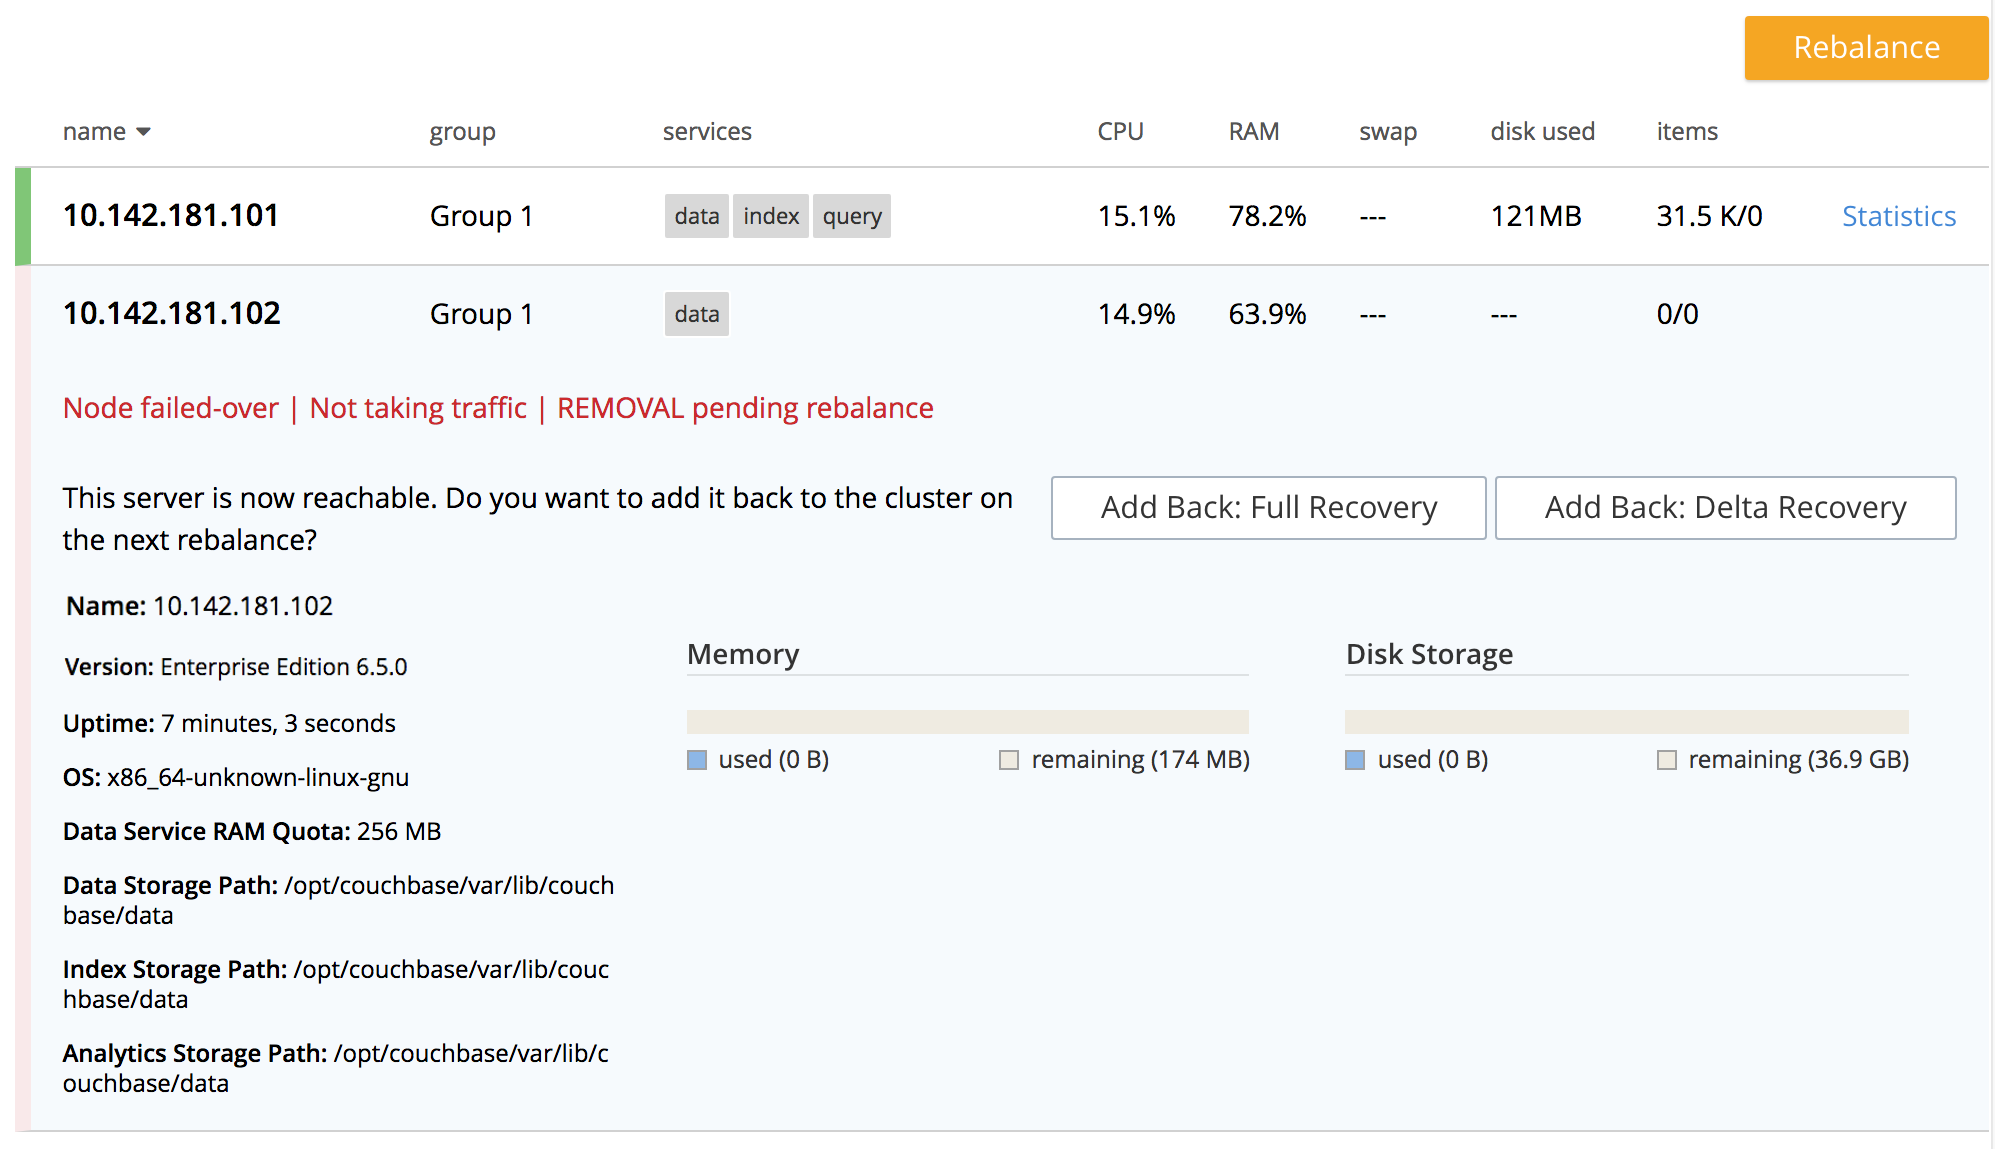 Rebalance
name group services CPU RAM swap disk used items
10.142.181.101 Group 1 data index query 15.1% 78.2% --- 121MB 31.5 K/0 Statistics
10.142.181.102 Group 1 data 14.9% 63.9% --- --- 0/0
Node failed-over | Not taking traffic | REMOVAL pending rebalance
This server is now reachable. Do you want to add it back to the cluster on
the next rebalance?
Add Back: Full Recovery Add Back: Delta Recovery
Name: 10.142.181.102
Version: Enterprise Edition 6.5.0
Uptime: 7 minutes, 3 seconds
OS: x86_64-unknown-linux-gnu
Data Service RAM Quota: 256 MB
Data Storage Path: /opt/couchbase/var/lib/couch
base/data
Index Storage Path: /opt/couchbase/var/lib/couc
hbase/data
Analytics Storage Path: /opt/couchbase/var/lib/c
ouchbase/data
Memory
used (0 B) remaining (174 MB)
Disk Storage
used (0 B) remaining (36.9 GB)